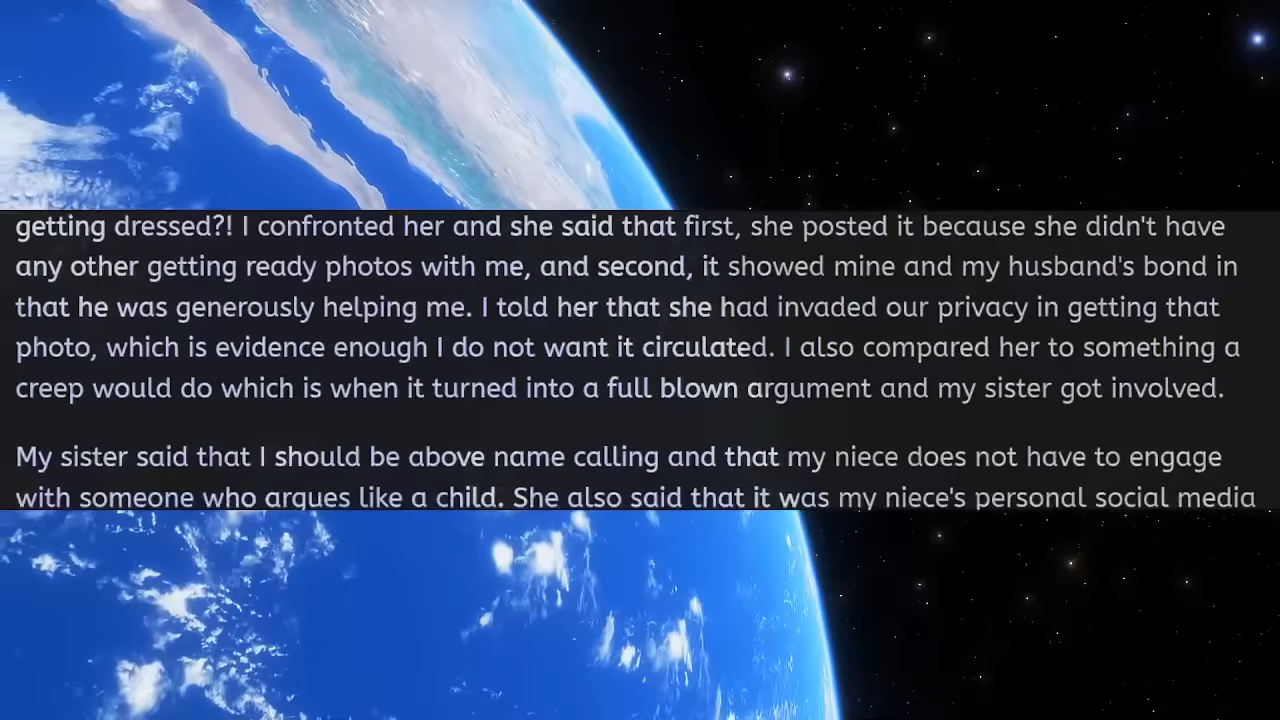 getting dressed?! I confronted her and she said that first, she posted it because she didn't have
any other getting ready photos with me, and second, it showed mine and my husband's bond in
that he was generously helping me. I told her that she had invaded our privacy in getting that
photo, which is evidence enough I do not want it circulated. I also compared her to something a
creep would do which is when it turned into a full blown argument and my sister got involved.
My sister said that I should be above name calling and that my niece does not have to engage
with someone who argues like a child. She also said that it was my niece's personal social media